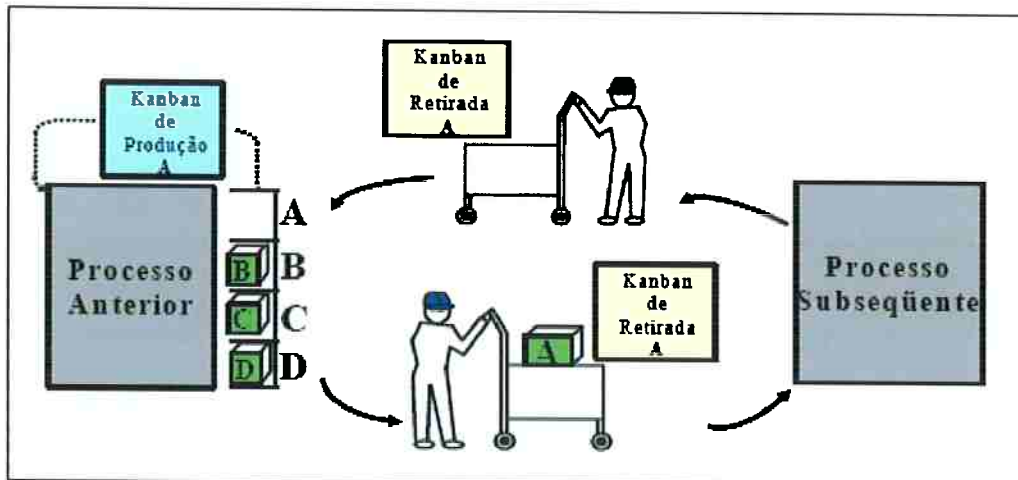 Kanban
de
Produção
A
Kanban
de
Retirada
A
Processo
Anterior
A
B B
C C
D D
A
Kanban
de
Retirada
A
Processo
Subseqüente